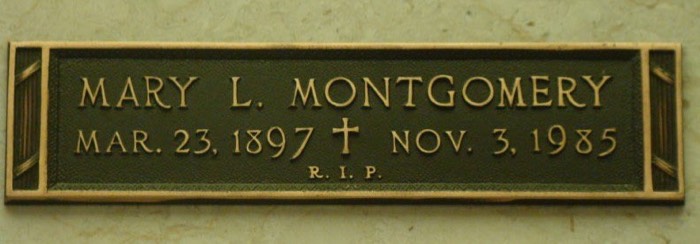 MARY L. MONTGOMERY
MAR. 23, 1897 ✝ NOV. 3, 1985
R. I. P.